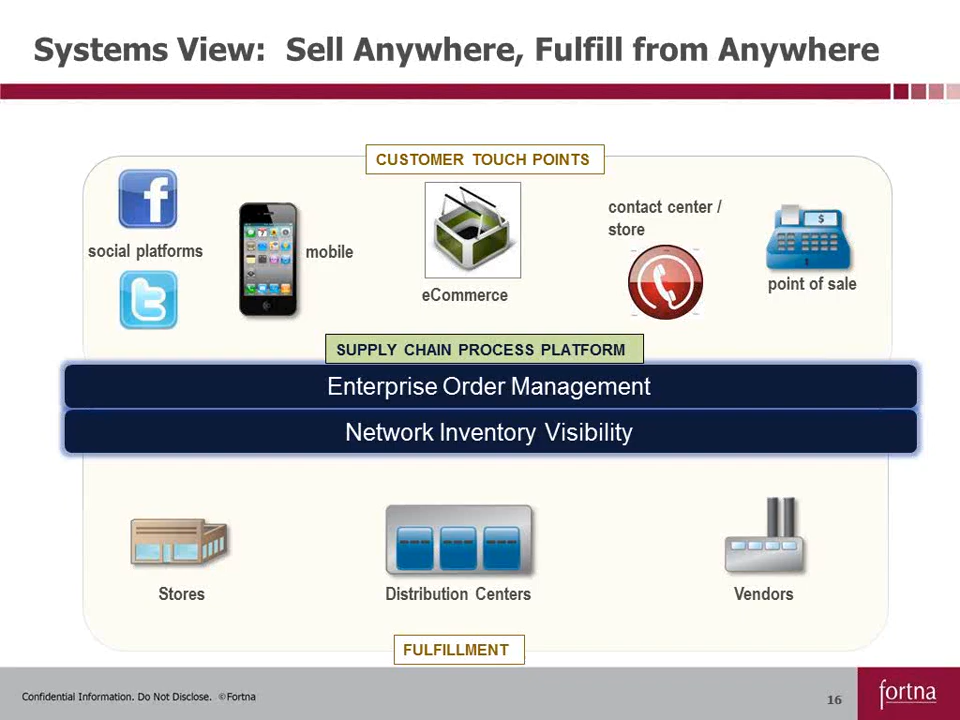 Systems View:  Sell Anywhere, Fulfill from Anywhere
CUSTOMER TOUCH POINTS
social platforms
mobile
eCommerce
contact center /
store
$
$
point of sale
SUPPLY CHAIN PROCESS PLATFORM
Enterprise Order Management
Network Inventory Visibility
Stores
Distribution Centers
Vendors
FULFILLMENT
Confidential Information. Do Not Disclose. ©Fortna
16
fortna